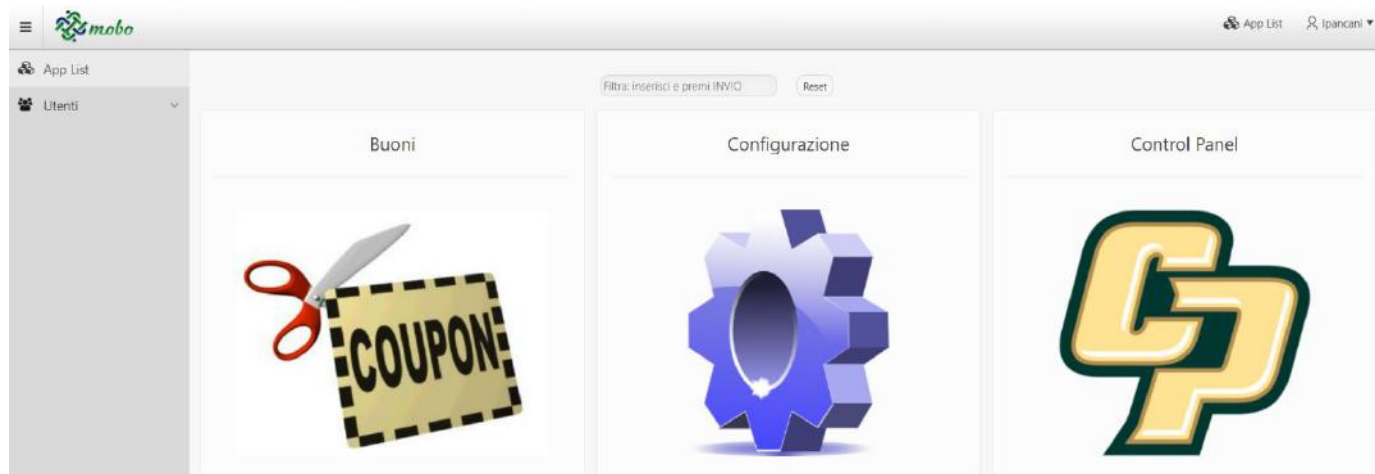 mobo
App List
lpancani
App List
Utenti
Filtra: inserisci e premi INVIO
Reset
Buoni
Configurazione
Control Panel
COUPON
CP